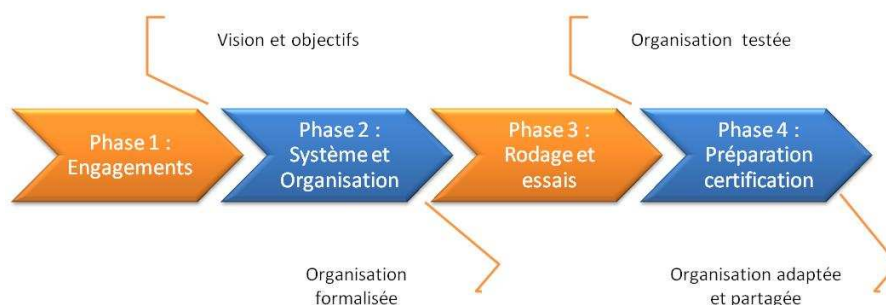 Vision et objectifs
Organisation testée
Phase 1 :
Engagements
Phase 2 :
Système et
Organisation
Phase 3 :
Rodage et
essais
Phase 4 :
Préparation
certification
Organisation
formalisée
Organisation adaptée
et partagée